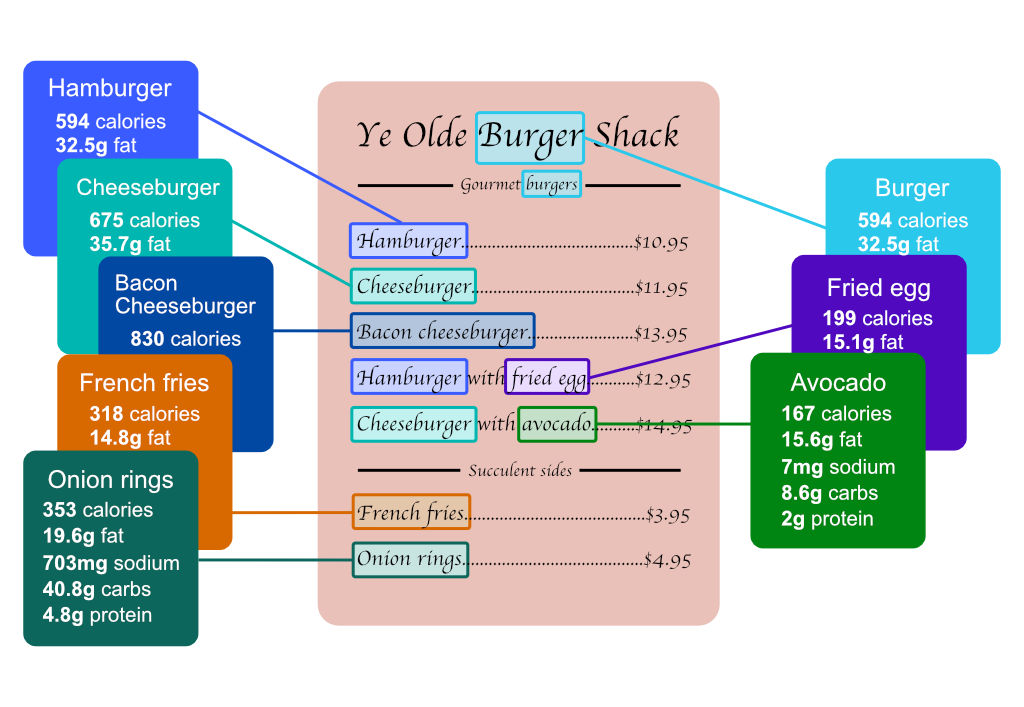 Hamburger
594 calories
32.5g fat
Cheeseburger
675 calories
35.7g fat
Bacon
Cheeseburger
830 calories
French fries
318 calories
14.8g fat
Onion rings
353 calories
19.6g fat
703mg sodium
40.8g carbs
4.8g protein
Ye Olde Burger Shack
Gourmet burgers
Hamburger..................................$10.95
Cheeseburger................................$11.95
Bacon cheeseburger....................$13.95
Hamburger with fried egg.........$12.95
Cheeseburger with avocado..........$14.95
Succulent sides
French fries...................................$3.95
Onion rings....................................$4.95
Burger
594 calories
32.5g fat
Fried egg
199 calories
15.1g fat
Avocado
167 calories
15.6g fat
7mg sodium
8.6g carbs
2g protein